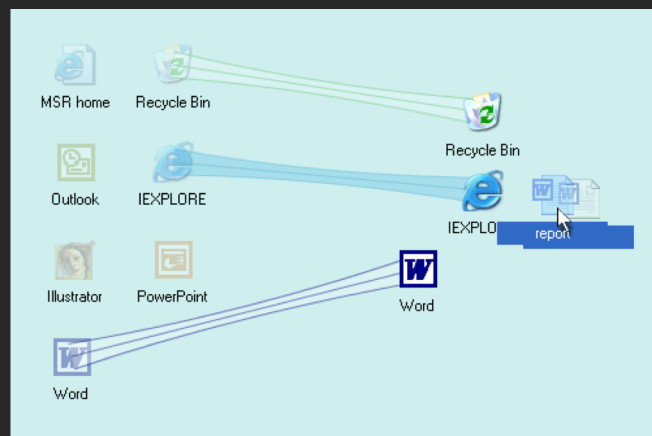 MSR home
Recycle Bin
Outlook
IEXPLORE
Illustrator
PowerPoint
Word
Recycle Bin
IEXPLO
report
Word